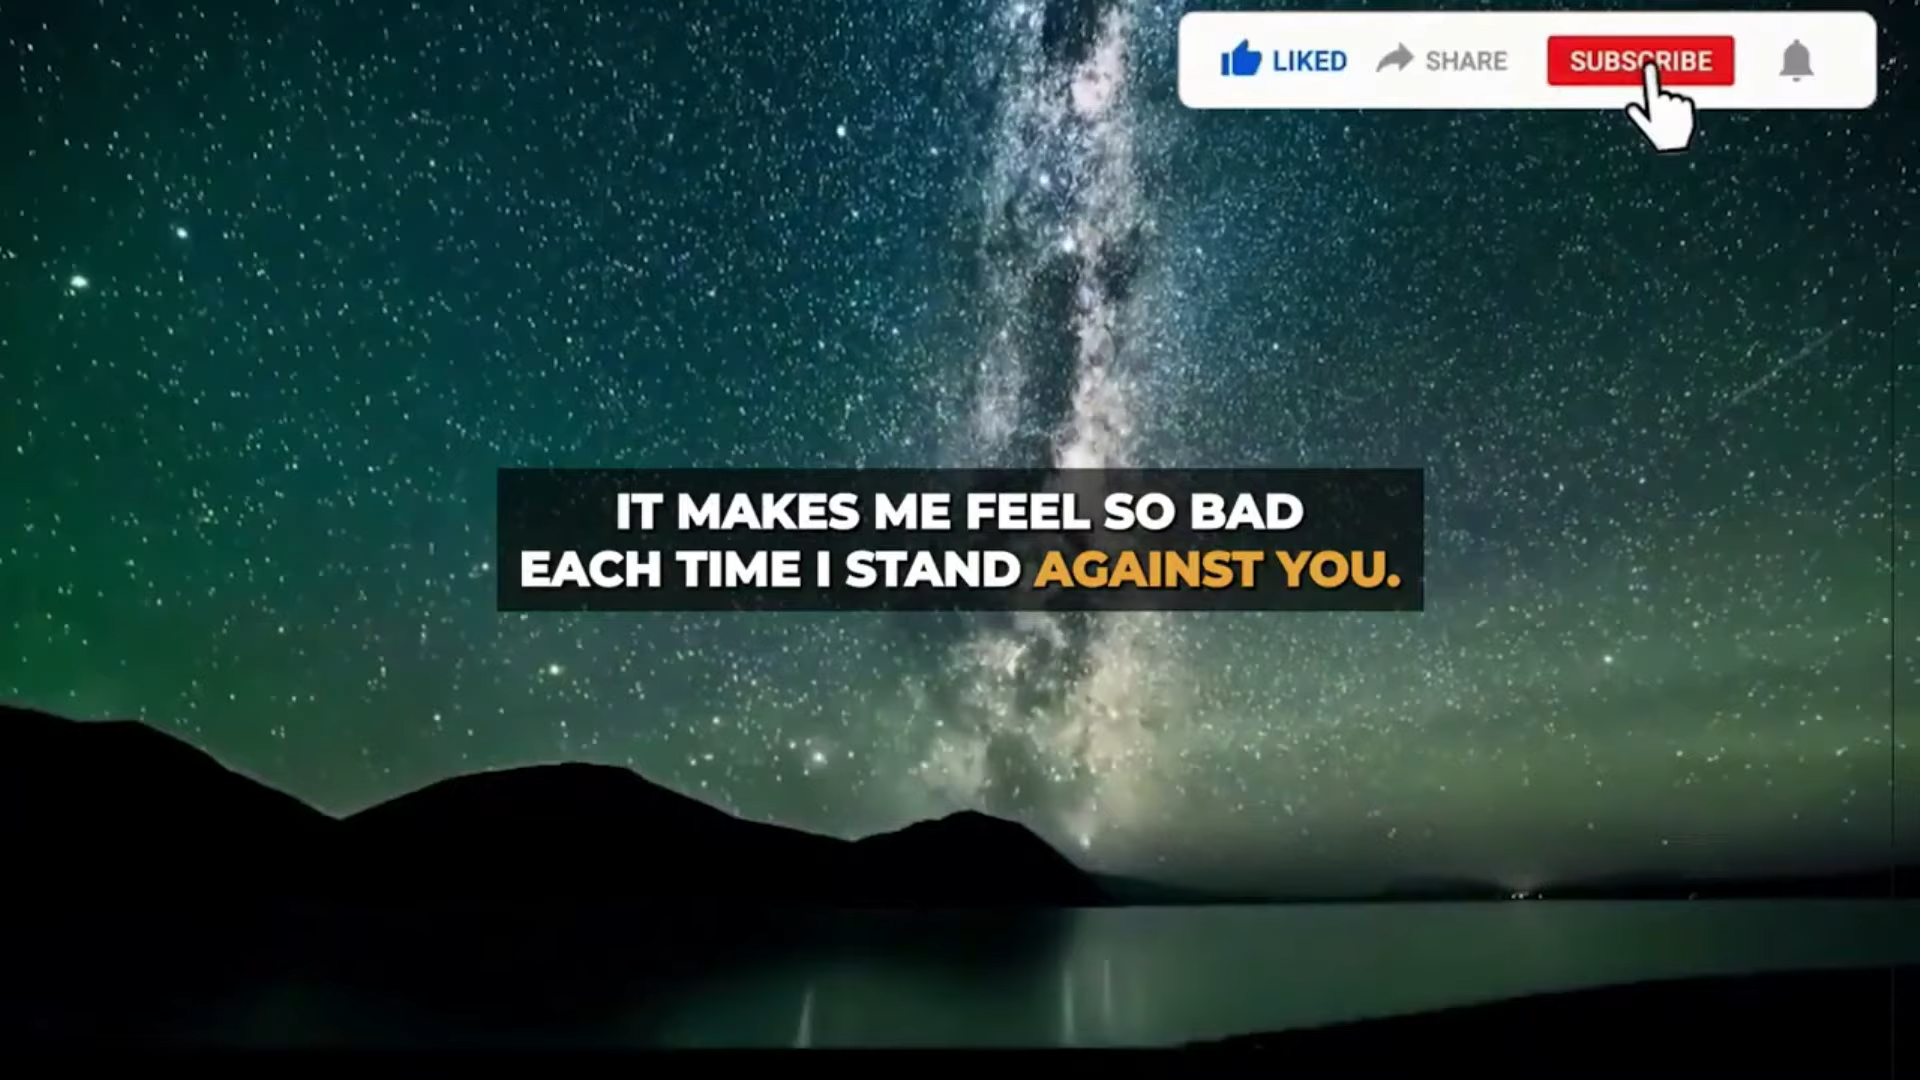 LIKED SHARE SUBSCRIBE
IT MAKES ME FEEL SO BAD
EACH TIME I STAND AGAINST YOU.